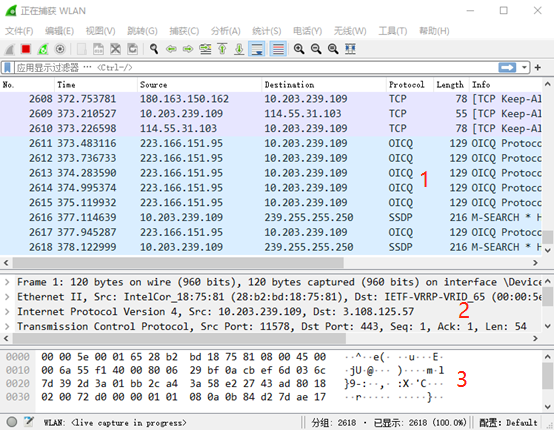 正在捕获 WLAN
文件(F) 编辑(E) 视图(V) 跳转(G) 捕获(C) 分析(A) 统计(S) 电话(Y) 无线(W) 工具(T) 帮助(H)
应用显示过滤器 … <Ctrl-/>
No. Time Source Destination Protocol Length Info
2608 372.753781 180.163.150.162 10.203.239.109 TCP 78 [TCP Keep-Al
2609 373.210527 10.203.239.109 114.55.31.103 TCP 55 [TCP Keep-Al
2610 373.226598 114.55.31.103 10.203.239.109 TCP 78 [TCP Keep-Al
2611 373.483116 223.166.151.95 10.203.239.109 OICQ 129 OICQ Protoco
2612 373.736733 223.166.151.95 10.203.239.109 OICQ 129 OICQ Protoco
2613 374.283590 223.166.151.95 10.203.239.109 OICQ 129 OICQ Protoco
2614 374.995374 223.166.151.95 10.203.239.109 OICQ 129 OICQ Protoco
2615 375.119932 223.166.151.95 10.203.239.109 OICQ 129 OICQ Protoco
2616 377.114639 10.203.239.109 239.255.255.250 SSDP 216 M-SEARCH * H
2617 377.945287 223.166.151.95 10.203.239.109 OICQ 129 OICQ Protoco
2618 378.122999 10.203.239.109 239.255.255.250 SSDP 216 M-SEARCH * H
1
Frame 1: 120 bytes on wire (960 bits), 120 bytes captured (960 bits) on interface \Device
Ethernet II, Src: IntelCor_18:75:81 (28:b2:bd:18:75:81), Dst: IETF-VRRP-VRID_65 (00:00:5e
Internet Protocol Version 4, Src: 10.203.239.109, Dst: 3.108.125.57
Transmission Control Protocol, Src Port: 11578, Dst Port: 443, Seq: 1, Ack: 1, Len: 54
2
0000 00 00 5e 00 01 65 28 b2 bd 18 75 81 08 00 45 00 ··^··e(· ··u···E·
0010 00 6a 55 f1 40 00 80 06 29 bf 0a cb ef 6d 03 6c ·jU·@··· )····m·l
0020 7d 39 2d 3a 01 bb 2c a4 3a 58 e2 27 43 ad 80 18 }9-:··,· :X·'C···
0030 02 00 72 d0 00 00 01 01 08 0a 0b 84 d2 7d ae 17 ··r····· ·····}··
3
WLAN: <live capture in progress> 分组: 2618 · 已显示: 2618 (100.0%) 配置: Default